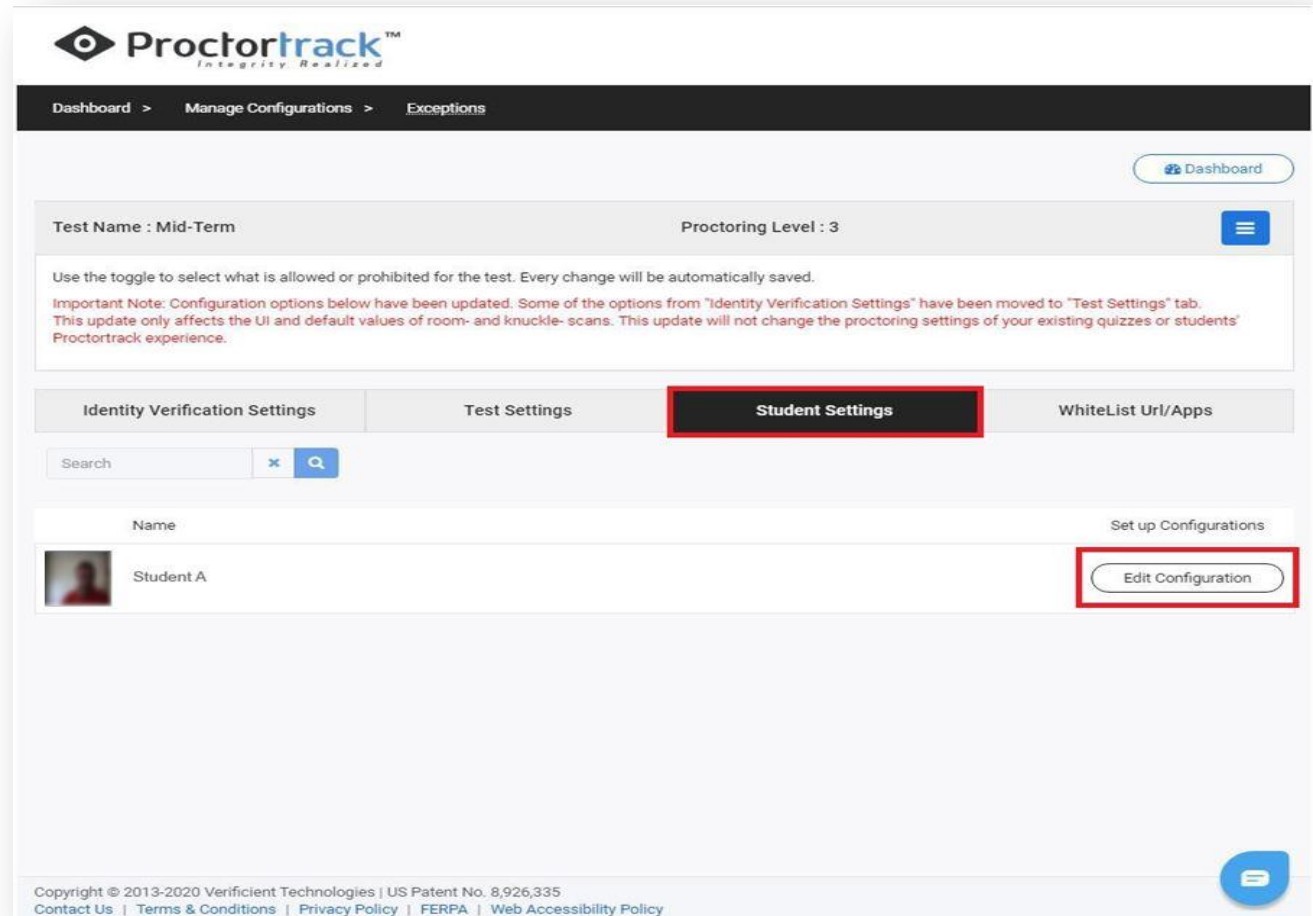 Proctortrack™
Integrity Realized
Dashboard > Manage Configurations > Exceptions
Dashboard
Test Name : Mid-Term Proctoring Level : 3
Use the toggle to select what is allowed or prohibited for the test. Every change will be automatically saved.
Important Note: Configuration options below have been updated. Some of the options from "Identity Verification Settings" have been moved to "Test Settings" tab.
This update only affects the UI and default values of room- and knuckle- scans. This update will not change the proctoring settings of your existing quizzes or students'
Proctortrack experience.
Identity Verification Settings Test Settings Student Settings WhiteList Url/Apps
Search
Name Set up Configurations
Student A Edit Configuration
Copyright © 2013-2020 Verificient Technologies | US Patent No. 8,926,335
Contact Us | Terms & Conditions | Privacy Policy | FERPA | Web Accessibility Policy